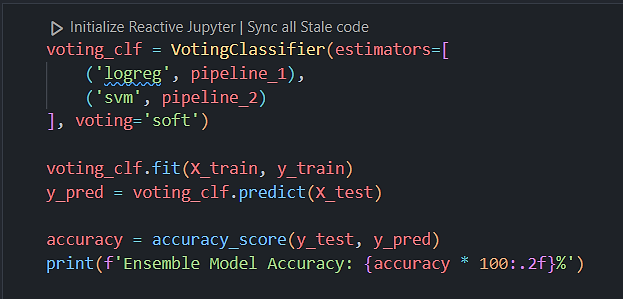 Initialize Reactive Jupyter | Sync all Stale code
voting_clf = VotingClassifier(estimators=[
    ('logreg', pipeline_1),
    ('svm', pipeline_2)
], voting='soft')
voting_clf.fit(X_train, y_train)
y_pred = voting_clf.predict(X_test)
accuracy = accuracy_score(y_test, y_pred)
print(f'Ensemble Model Accuracy: {accuracy * 100:.2f}%')